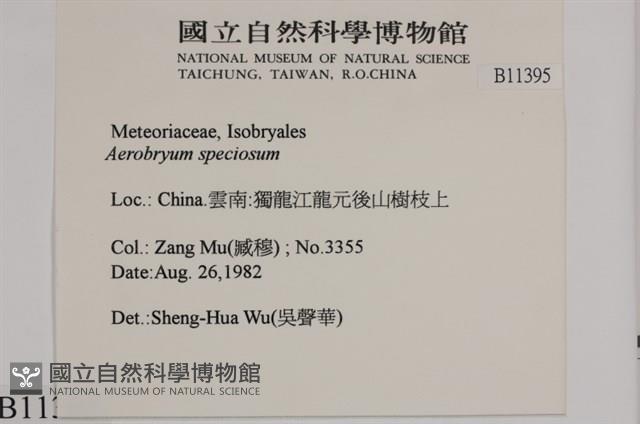 國立自然科學博物館
NATIONAL MUSEUM OF NATURAL SCIENCE
TAICHUNG, TAIWAN, R.O.CHINA
B11395
Meteoriaceae, Isobryales
Aerobryum speciosum
Loc.: China.雲南:獨龍江龍元後山樹枝上
Col.: Zang Mu(臧穆) ; No.3355
Date:Aug. 26,1982
Det.:Sheng-Hua Wu(吳聲華)
國立自然科學博物館
NATIONAL MUSEUM OF NATURAL SCIENCE